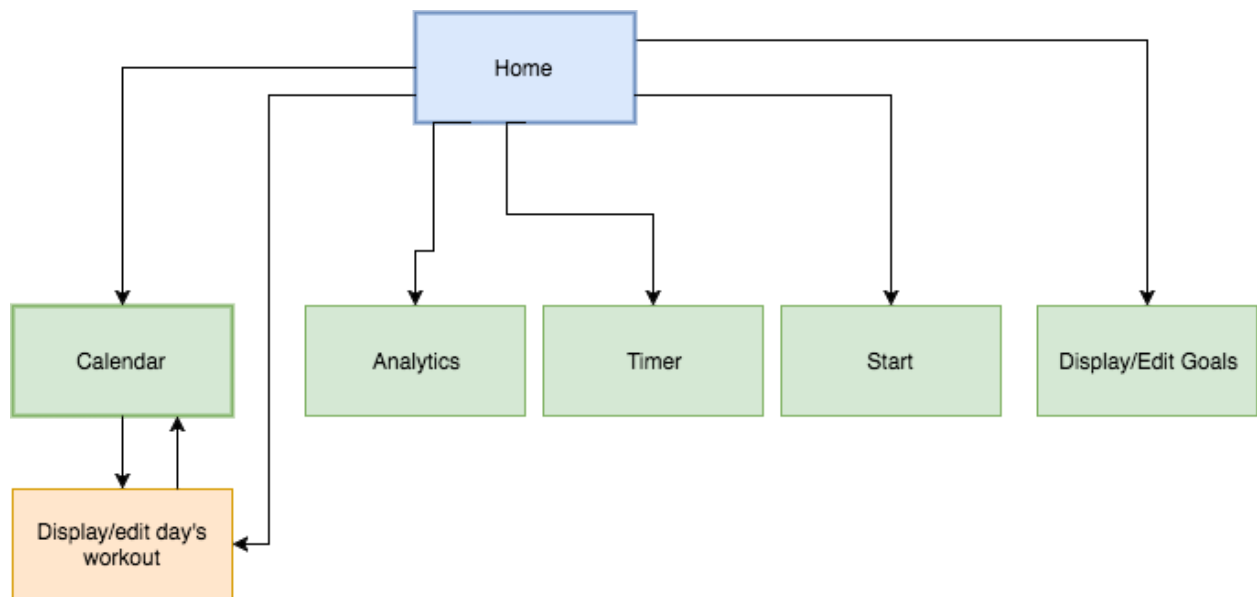 Home
Calendar
Analytics
Timer
Start
Display/Edit Goals
Display/edit day's
workout